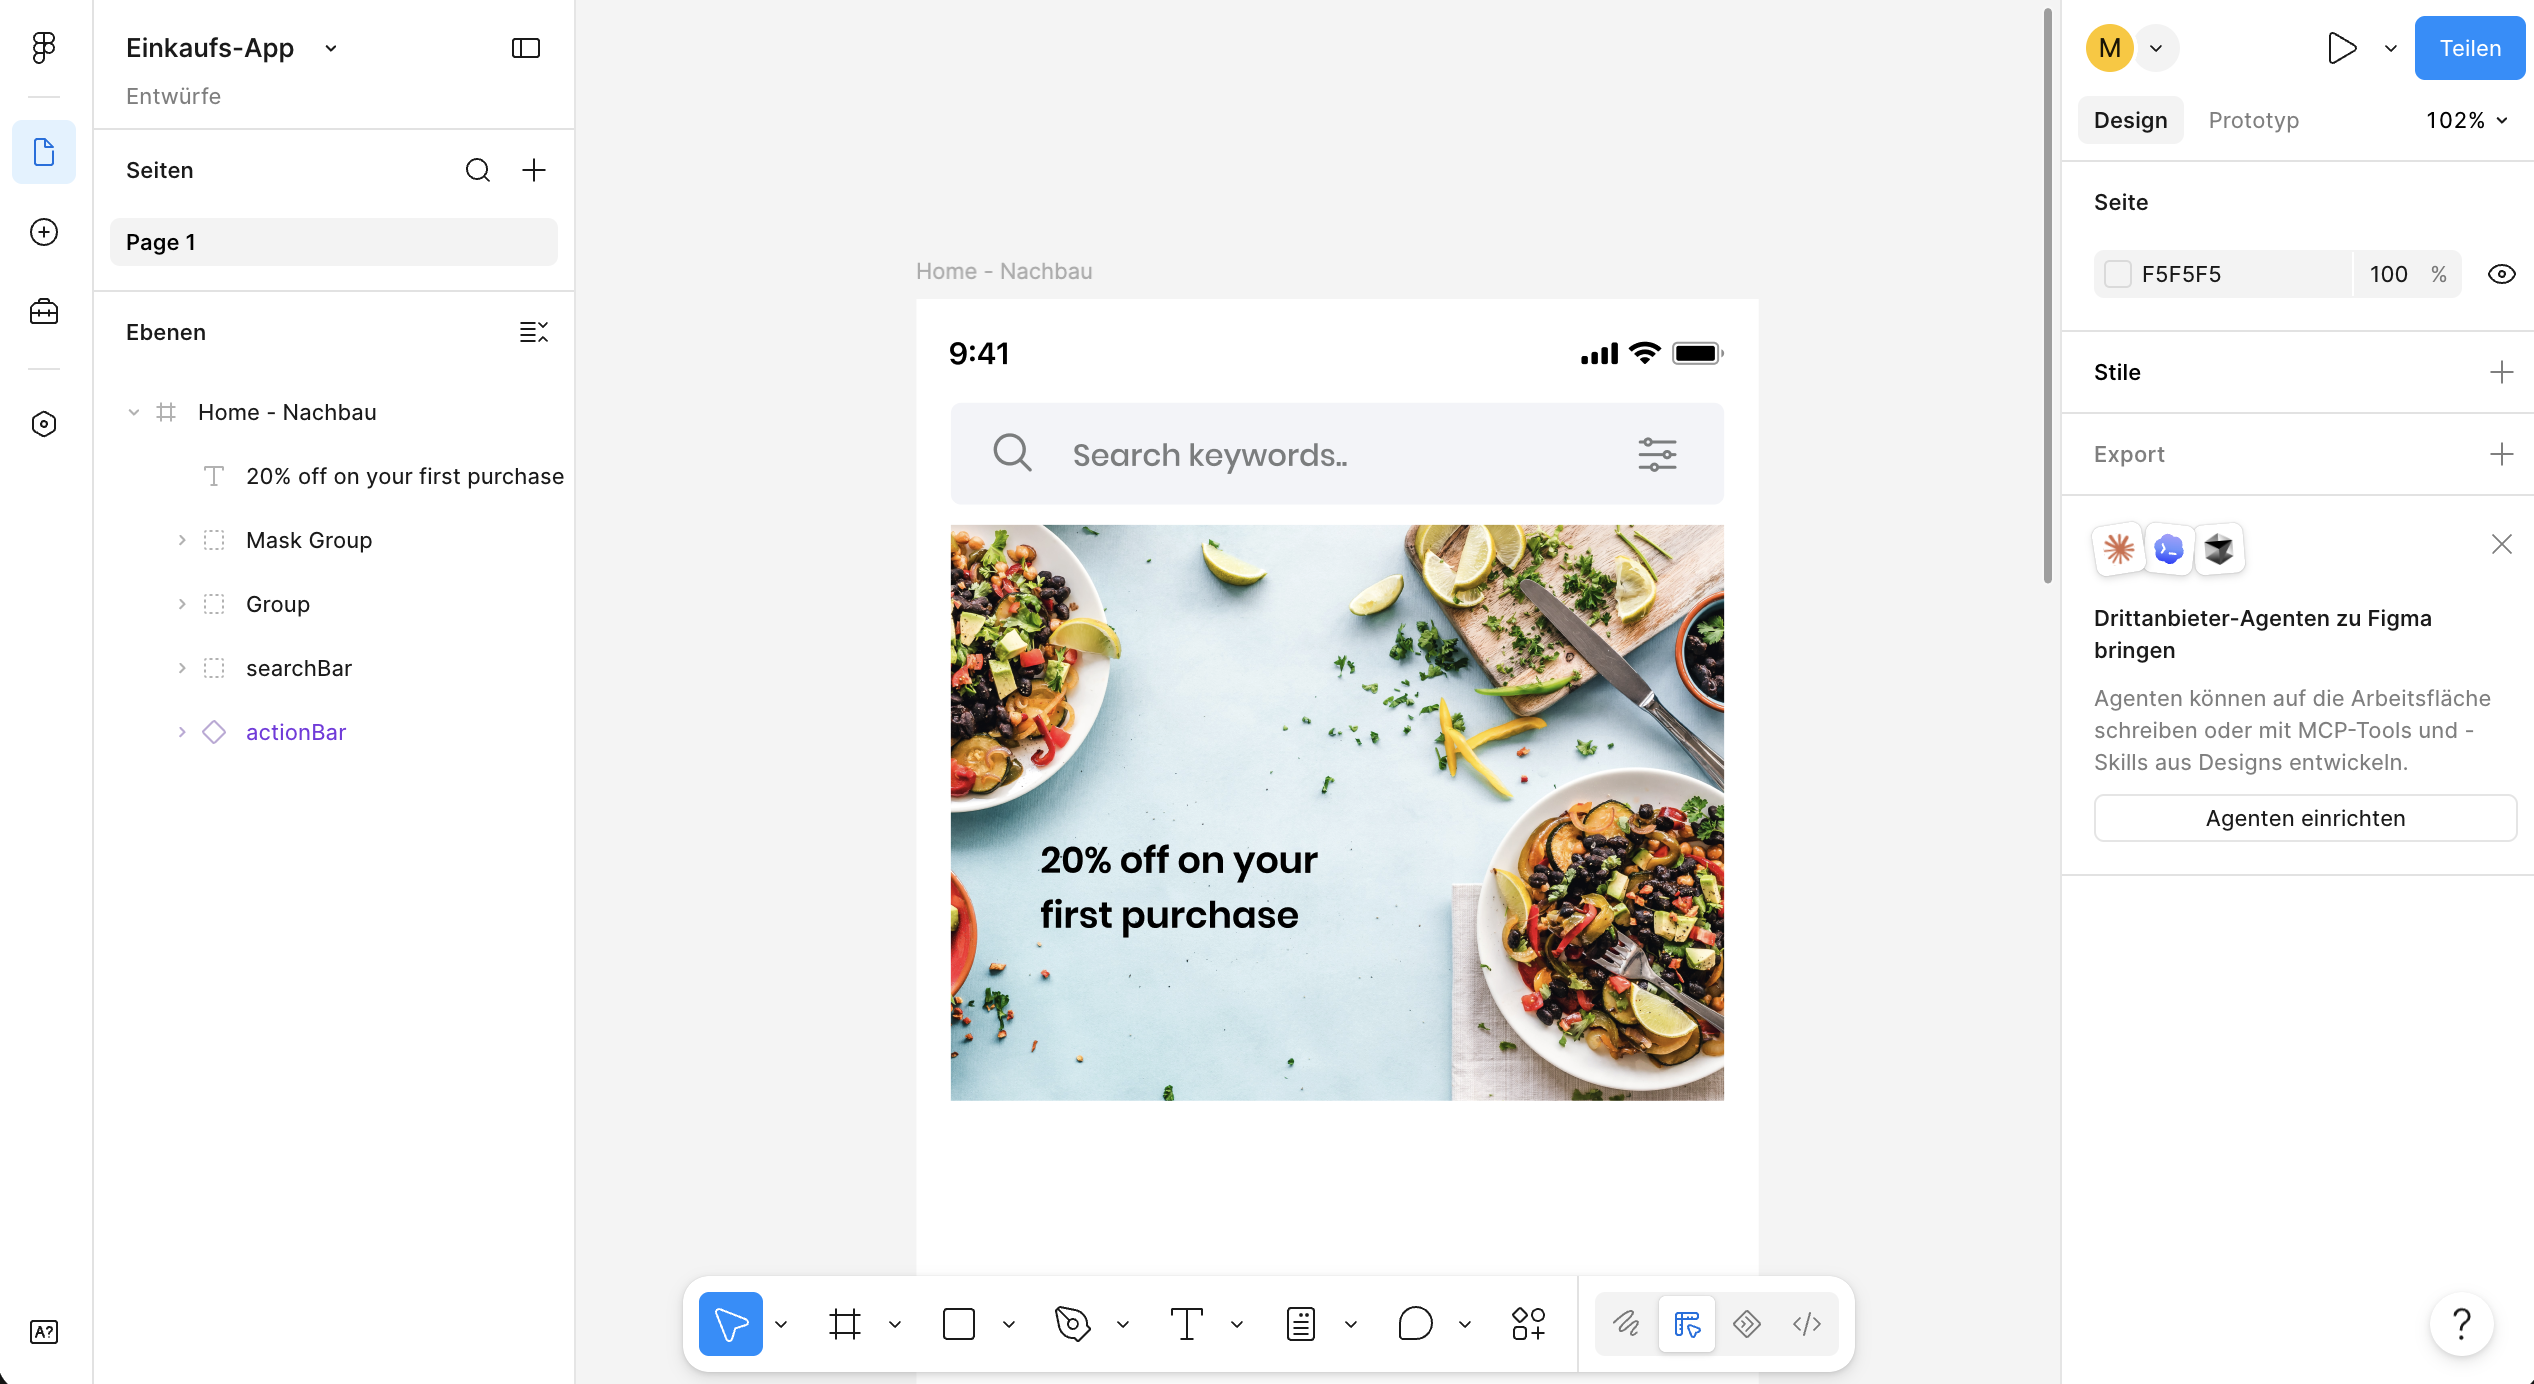 Einkaufs-App
Entwürfe
Seiten
Page 1
Ebenen
Home - Nachbau
20% off on your first purchase
Mask Group
Group
searchBar
actionBar
A?
Home - Nachbau
9:41
Search keywords..
20% off on your
first purchase
M
Teilen
Design
Prototyp
102%
Seite
F5F5F5
100
%
Stile
Export
Drittanbieter-Agenten zu Figma
bringen
Agenten können auf die Arbeitsfläche
schreiben oder mit MCP-Tools und -
Skills aus Designs entwickeln.
Agenten einrichten
?